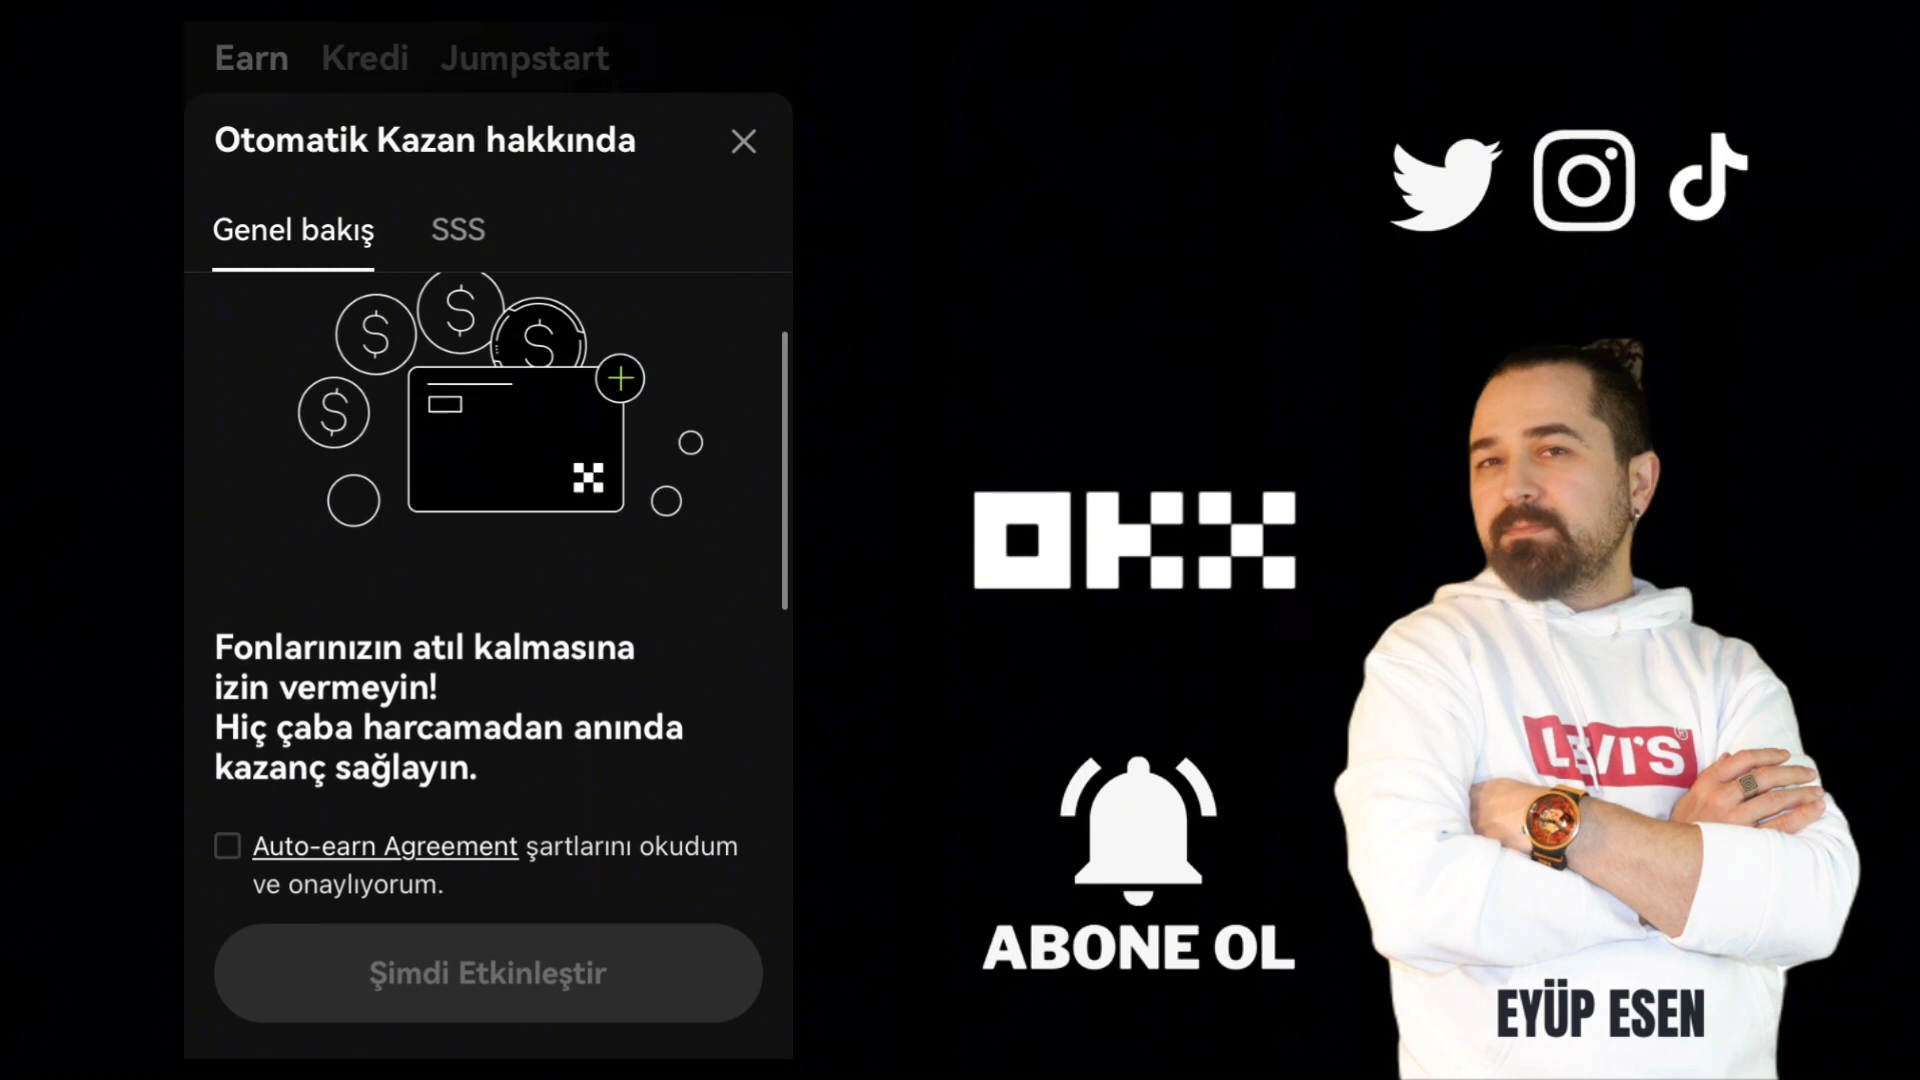 Earn Kredi Jumpstart
Otomatik Kazan hakkında
Genel bakış SSS
$ $ $ $
Fonlarınızın atıl kalmasına
izin vermeyin!
Hiç çaba harcamadan anında
kazanç sağlayın.
Auto-earn Agreement şartlarını okudum
ve onaylıyorum.
Şimdi Etkinleştir
OKX
ABONE OL
LEVI'S®
EYÜP ESEN